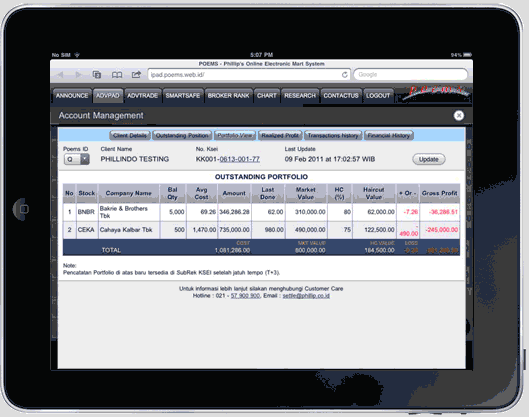 No SIM 5:07 PM 94%
POEMS - Phillip's Online Electronic Mart System
ipad.poems.web.id/ Google
ANNOUNCE ADVPAD ADVTRADE SMARTSAFE BROKER RANK CHART RESEARCH CONTACTUS LOGOUT
Account Management
Client Details Outstanding Position Portfolio View Realized Profit Transactions history Financial History
Poems ID Client Name No. Ksei Last Update
Q PHILLINDO TESTING KK001-0613-001-77 09 Feb 2011 at 17:02:57 WIB Update
OUTSTANDING PORTFOLIO
No Stock Company Name Bal Qty Avg Cost Amount Last Done Market Value HC (%) Haircut Value + Or - Gross Profit
1 BNBR Bakrie & Brothers Tbk 5,000 69.26 346,286.28 62.00 310,000.00 80 62,000.00 -7.26 -36,286.51
2 CEKA Cahaya Kalbar Tbk 500 1,470.00 735,000.00 980.00 490,000.00 75 122,500.00 -490.00 -245,000.00
COST MKT VALUE HC VALUE
TOTAL 1,081,286.00 800,000.00 184,500.00
Note:
Pencatatan Portfolio di atas baru tersedia di SubRek KSEI setelah jatuh tempo (T+3).
Untuk informasi lebih lanjut silakan menghubungi Customer Care
Hotline : 021 - 57 900 900, Email : settle@phillip.co.id